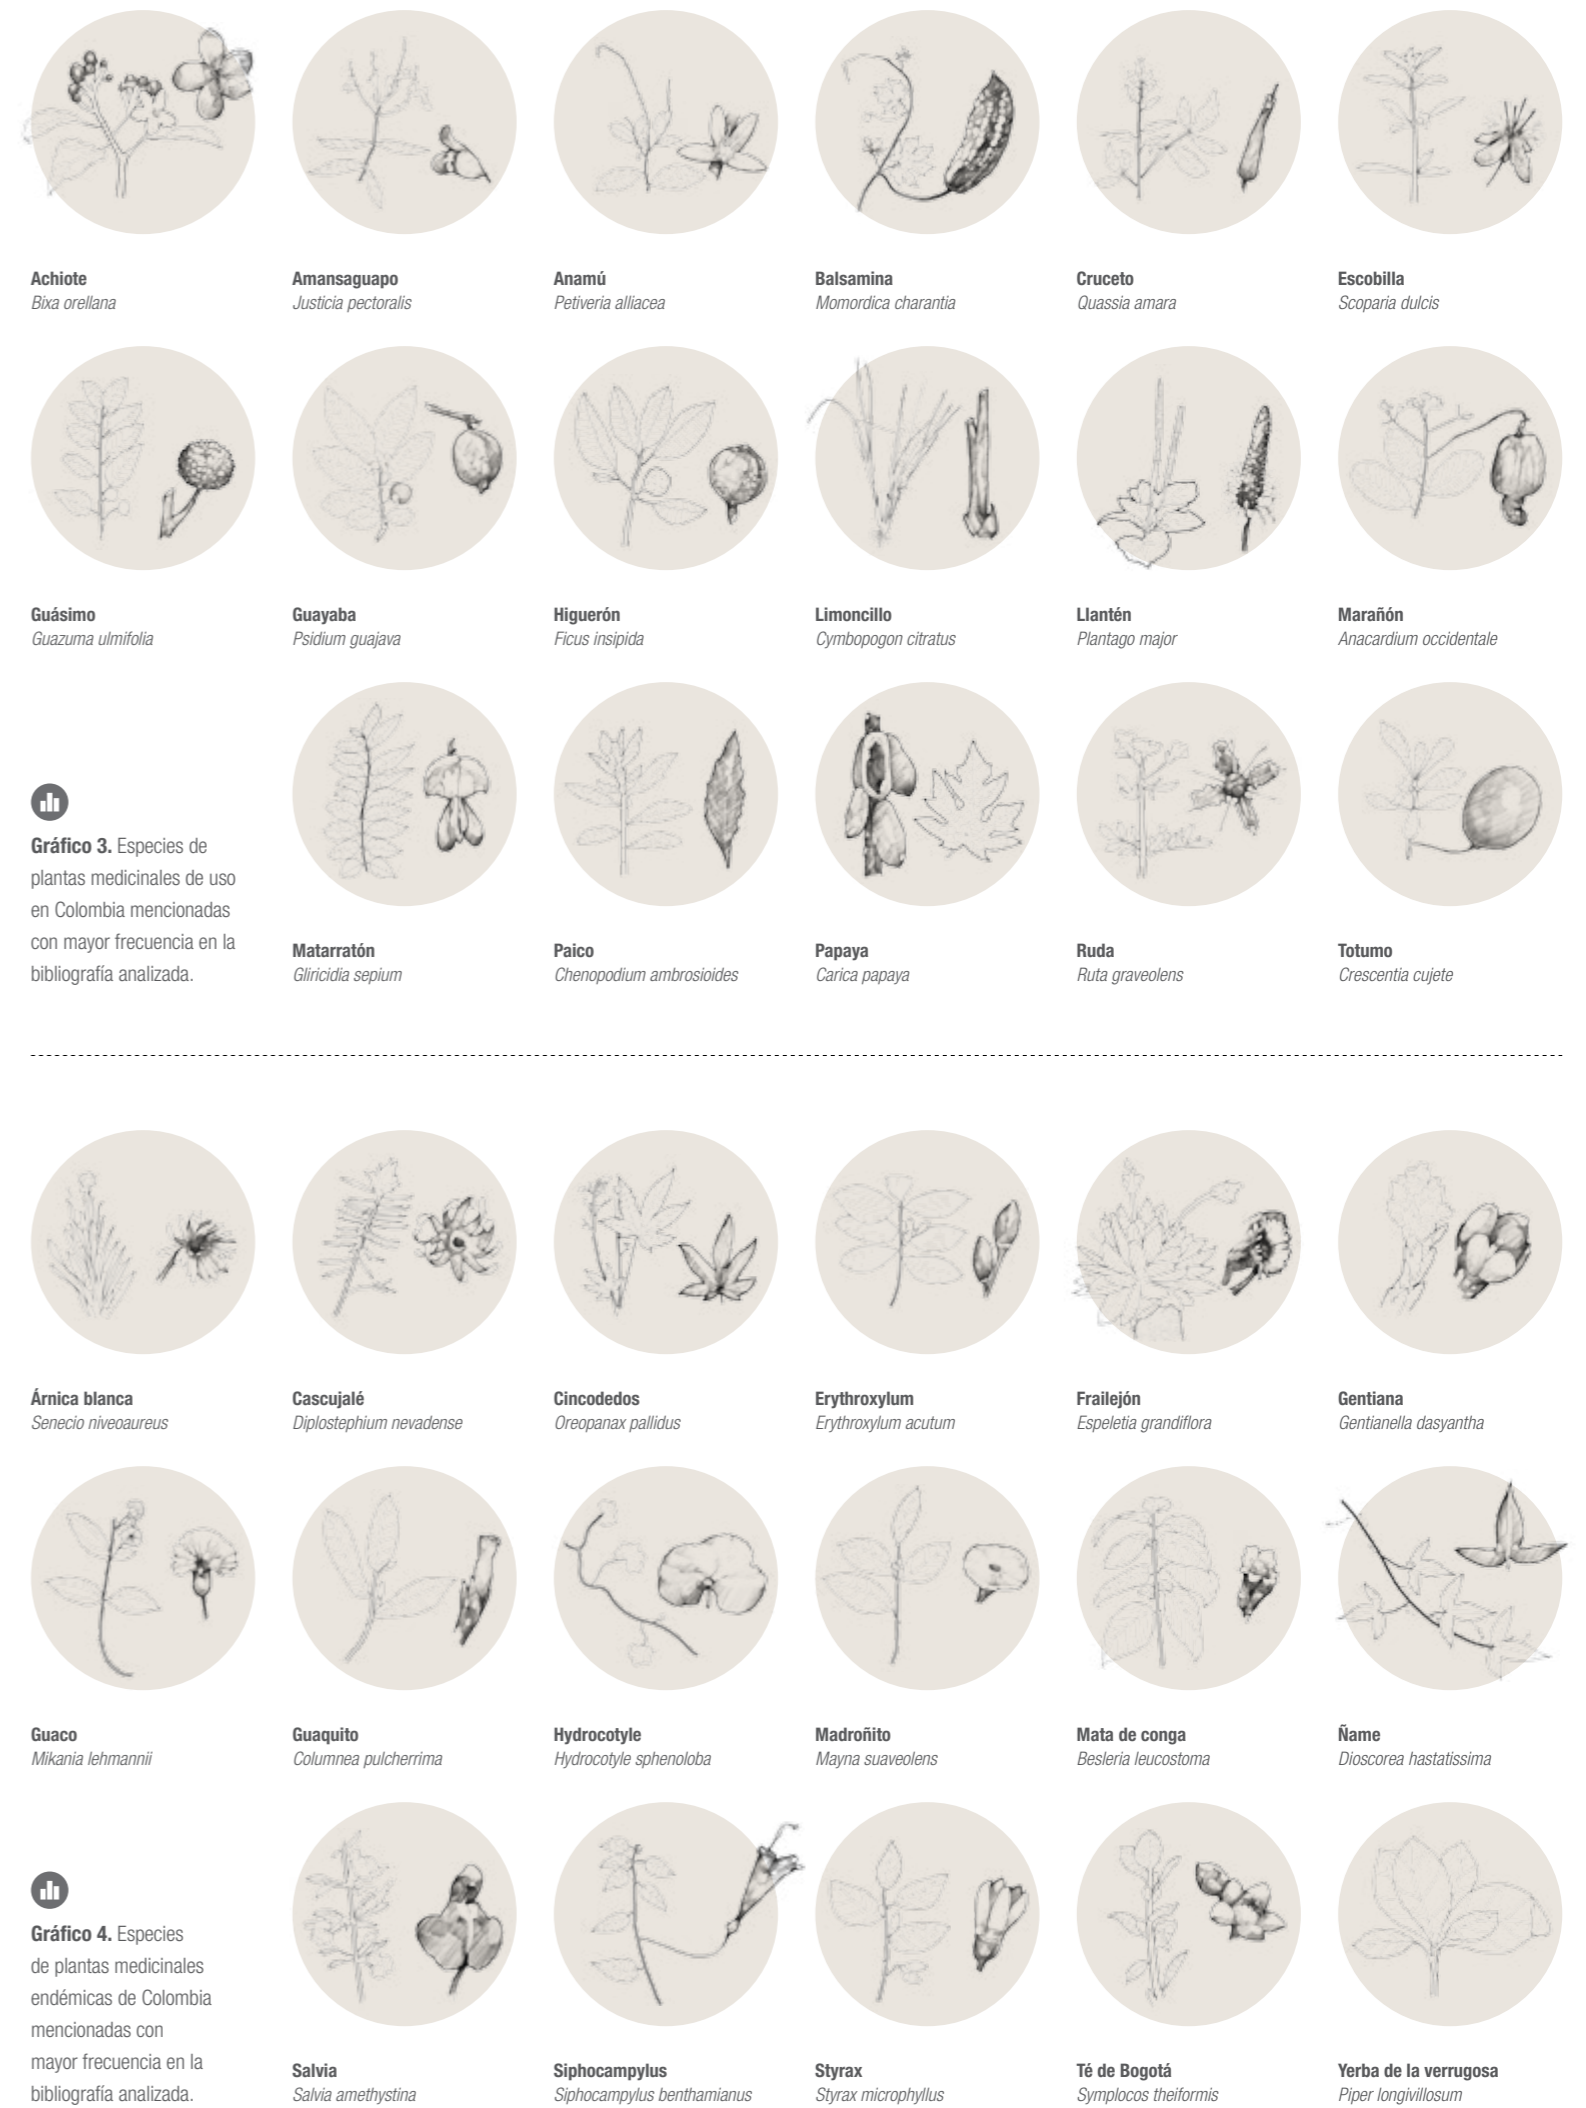 Achiote
Bixa orellana
Amansaguapo
Justicia pectoralis
Anamú
Petiveria alliacea
Balsamina
Momordica charantia
Cruceto
Quassia amara
Escobilla
Scoparia dulcis
Guásimo
Guazuma ulmifolia
Guayaba
Psidium guajava
Higuerón
Ficus insipida
Limoncillo
Cymbopogon citratus
Llantén
Plantago major
Marañón
Anacardium occidentale
Gráfico 3. Especies de
plantas medicinales de uso
en Colombia mencionadas
con mayor frecuencia en la
bibliografía analizada.
Matarratón
Gliricidia sepium
Paico
Chenopodium ambrosioides
Papaya
Carica papaya
Ruda
Ruta graveolens
Totumo
Crescentia cujete
Árnica blanca
Senecio niveoaureus
Cascujalé
Diplostephium nevadense
Cincodedos
Oreopanax pallidus
Erythroxylum
Erythroxylum acutum
Frailejón
Espeletia grandiflora
Gentiana
Gentianella dasyantha
Guaco
Mikania lehmannii
Guaquito
Columnea pulcherrima
Hydrocotyle
Hydrocotyle sphenoloba
Madroñito
Mayna suaveolens
Mata de conga
Besleria leucostoma
Ñame
Dioscorea hastatissima
Gráfico 4. Especies
de plantas medicinales
endémicas de Colombia
mencionadas con
mayor frecuencia en la
bibliografía analizada.
Salvia
Salvia amethystina
Siphocampylus
Siphocampylus benthamianus
Styrax
Styrax microphyllus
Té de Bogotá
Symplocos theiformis
Yerba de la verrugosa
Piper longivillosum